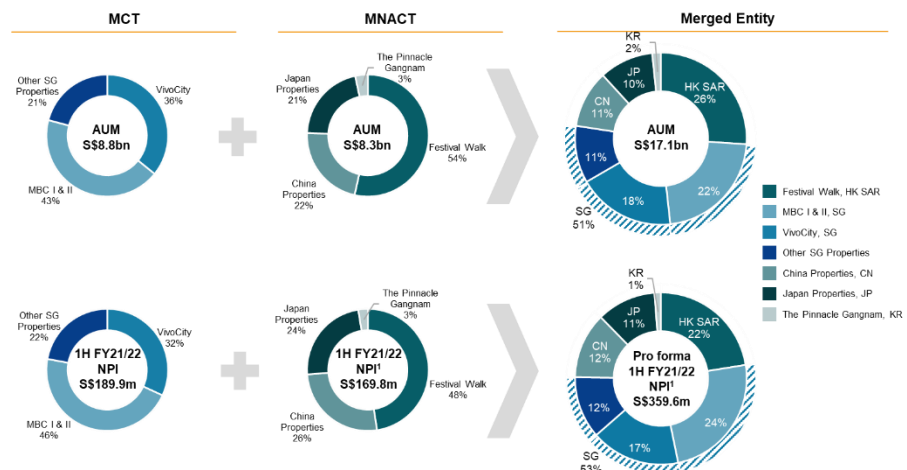 MCT
MNACT
Merged Entity
Other SG
Properties
21%
VivoCity
36%
AUM
S$8.8bn
MBC I & II
43%
The Pinnacle
Gangnam
3%
Japan
Properties
21%
AUM
S$8.3bn
Festival Walk
54%
China
Properties
22%
KR
2%
JP
10%
HK SAR
26%
CN
11%
AUM
S$17.1bn
11%
22%
18%
SG
51%
Festival Walk, HK SAR
MBC I & II, SG
VivoCity, SG
Other SG Properties
China Properties, CN
Japan Properties, JP
The Pinnacle Gangnam, KR
Other SG
Properties
22%
VivoCity
32%
1H FY21/22
NPI
S$189.9m
MBC I & II
46%
The Pinnacle
Gangnam
3%
Japan
Properties
24%
1H FY21/22
NPI¹
S$169.8m
Festival Walk
48%
China
Properties
26%
KR
1%
JP
11%
HK SAR
22%
CN
12%
Pro forma
1H FY21/22
NPI¹
S$359.6m
12%
24%
17%
SG
53%